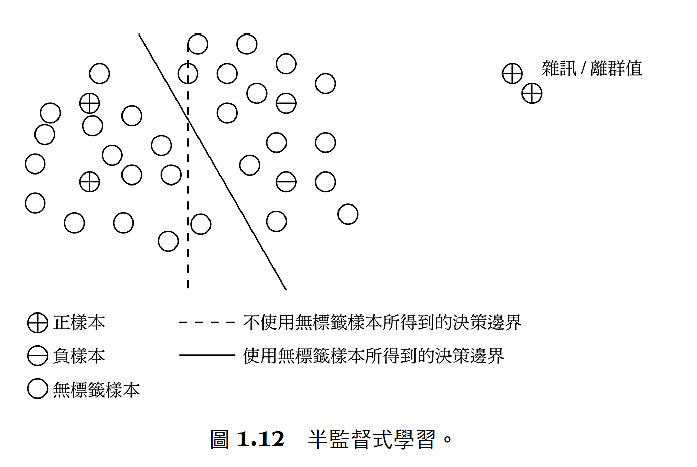 雜訊 / 離群值
正樣本
不使用無標籤樣本所得到的決策邊界
負樣本
使用無標籤樣本所得到的決策邊界
無標籤樣本
圖 1.12 半監督式學習。